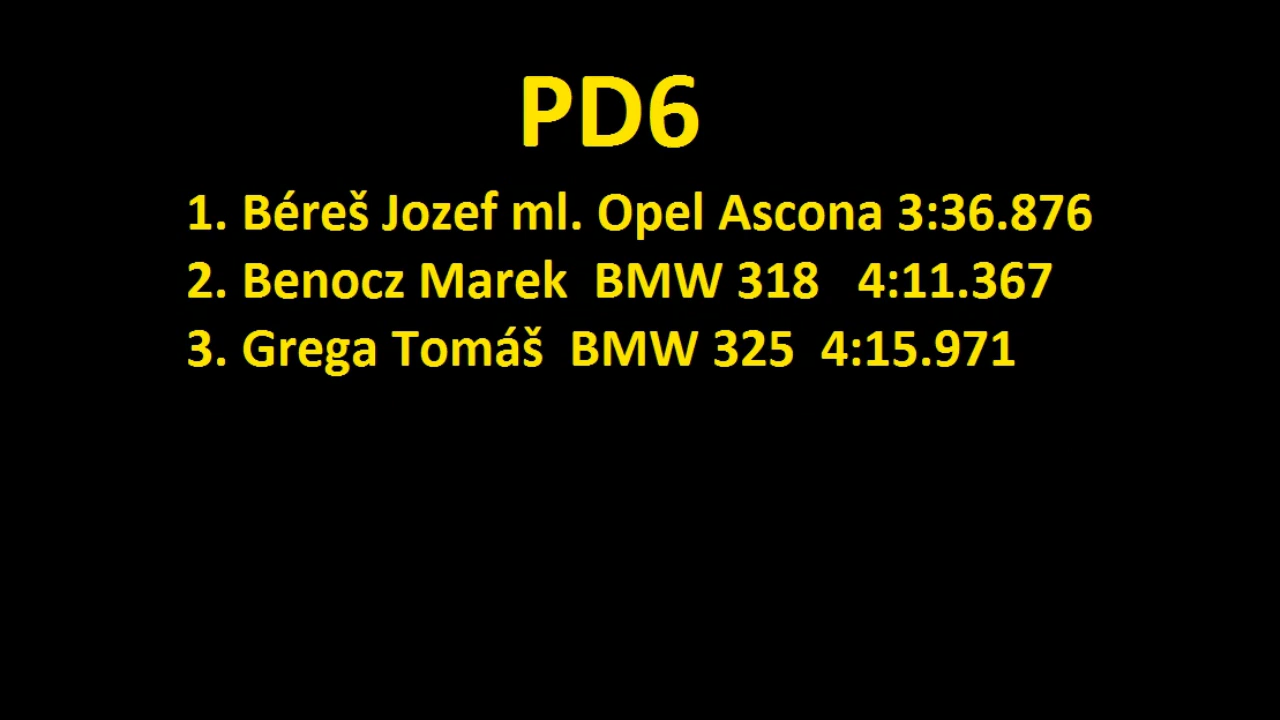 PD6
1. Béreš Jozef ml. Opel Ascona 3:36.876
2. Benocz Marek  BMW 318   4:11.367
3. Grega Tomáš  BMW 325  4:15.971